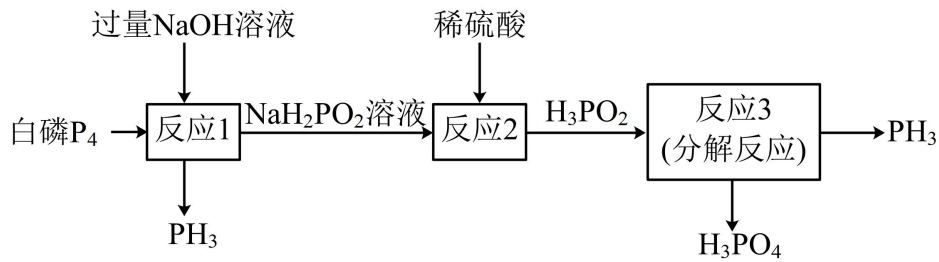 过量NaOH溶液
稀硫酸
白磷P₄
反应1
NaH₂PO₂溶液
反应2
H₃PO₂
反应3
(分解反应)
PH₃
PH₃
H₃PO₄